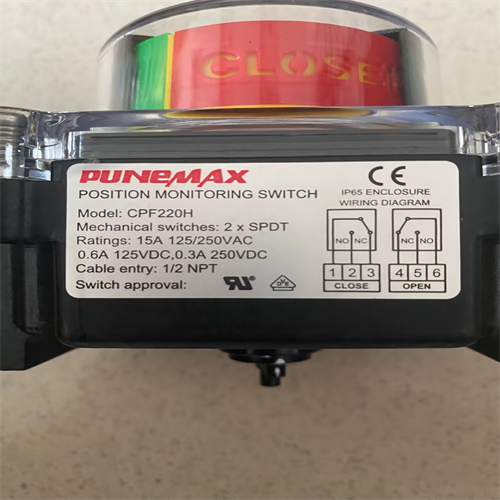 CLOSE
PUNEMAX
POSITION MONITORING SWITCH
Model: CPF220H
Mechanical switches: 2 x SPDT
Ratings: 15A 125/250VAC
0.6A 125VDC,0.3A 250VDC
Cable entry: 1/2 NPT
Switch approval:
CE
IP65 ENCLOSURE
WIRING DIAGRAM
NO NC NC NO
1 2 3 4 5 6
CLOSE OPEN